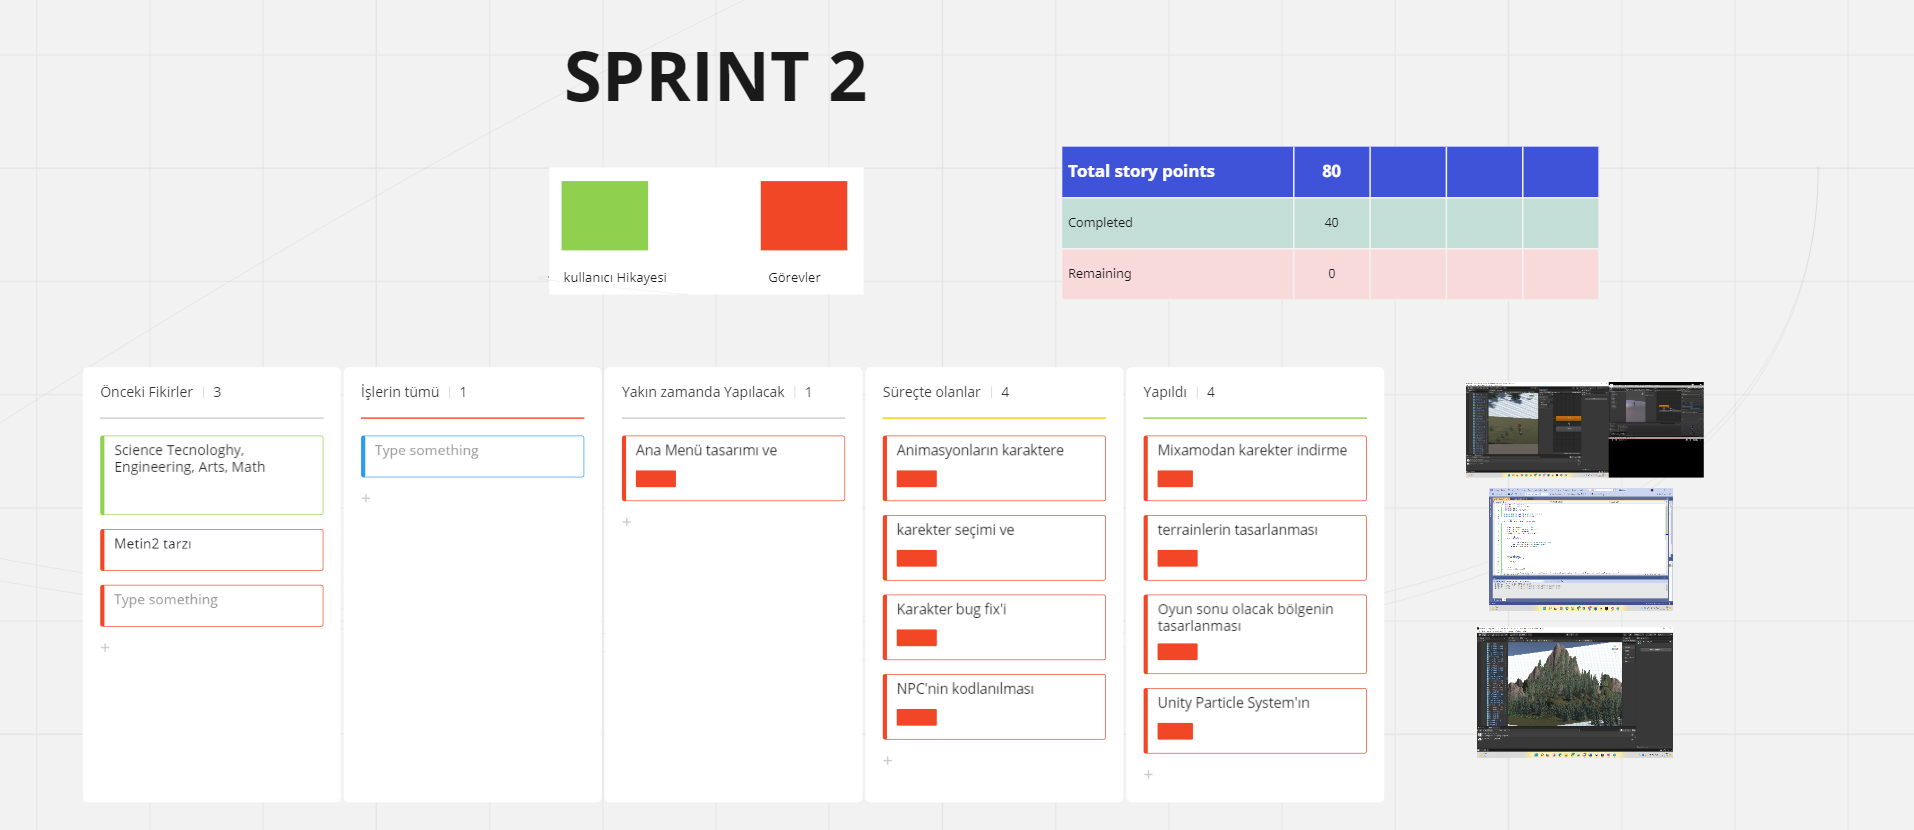 SPRINT 2
kullanıcı Hikayesi
Görevler
Total story points 80
Completed 40
Remaining 0
Önceki Fikirler 3
Science Tecnologhy,
Engineering, Arts, Math
Metin2 tarzı
Type something
+
İşlerin tümü 1
Type something
+
Yakın zamanda Yapılacak 1
Ana Menü tasarımı ve
+
Süreçte olanlar 4
Animasyonların karaktere
karekter seçimi ve
Karakter bug fix'i
NPC'nin kodlanılması
+
Yapıldı 4
Mixamodan karekter indirme
terrainlerin tasarlanması
Oyun sonu olacak bölgenin
tasarlanması
Unity Particle System'ın
+